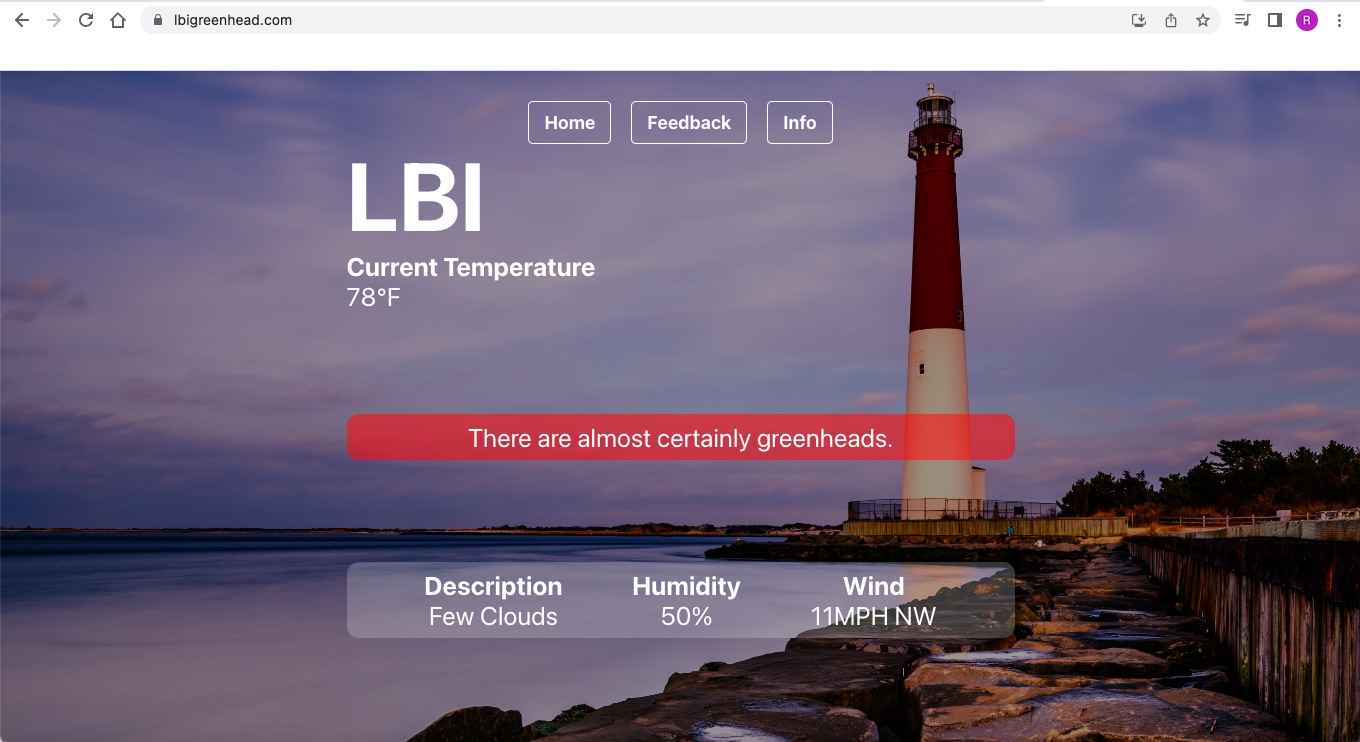 lbigreenhead.com
R
Home Feedback Info
LBI
Current Temperature
78°F
There are almost certainly greenheads.
Description Humidity Wind
Few Clouds 50% 11MPH NW